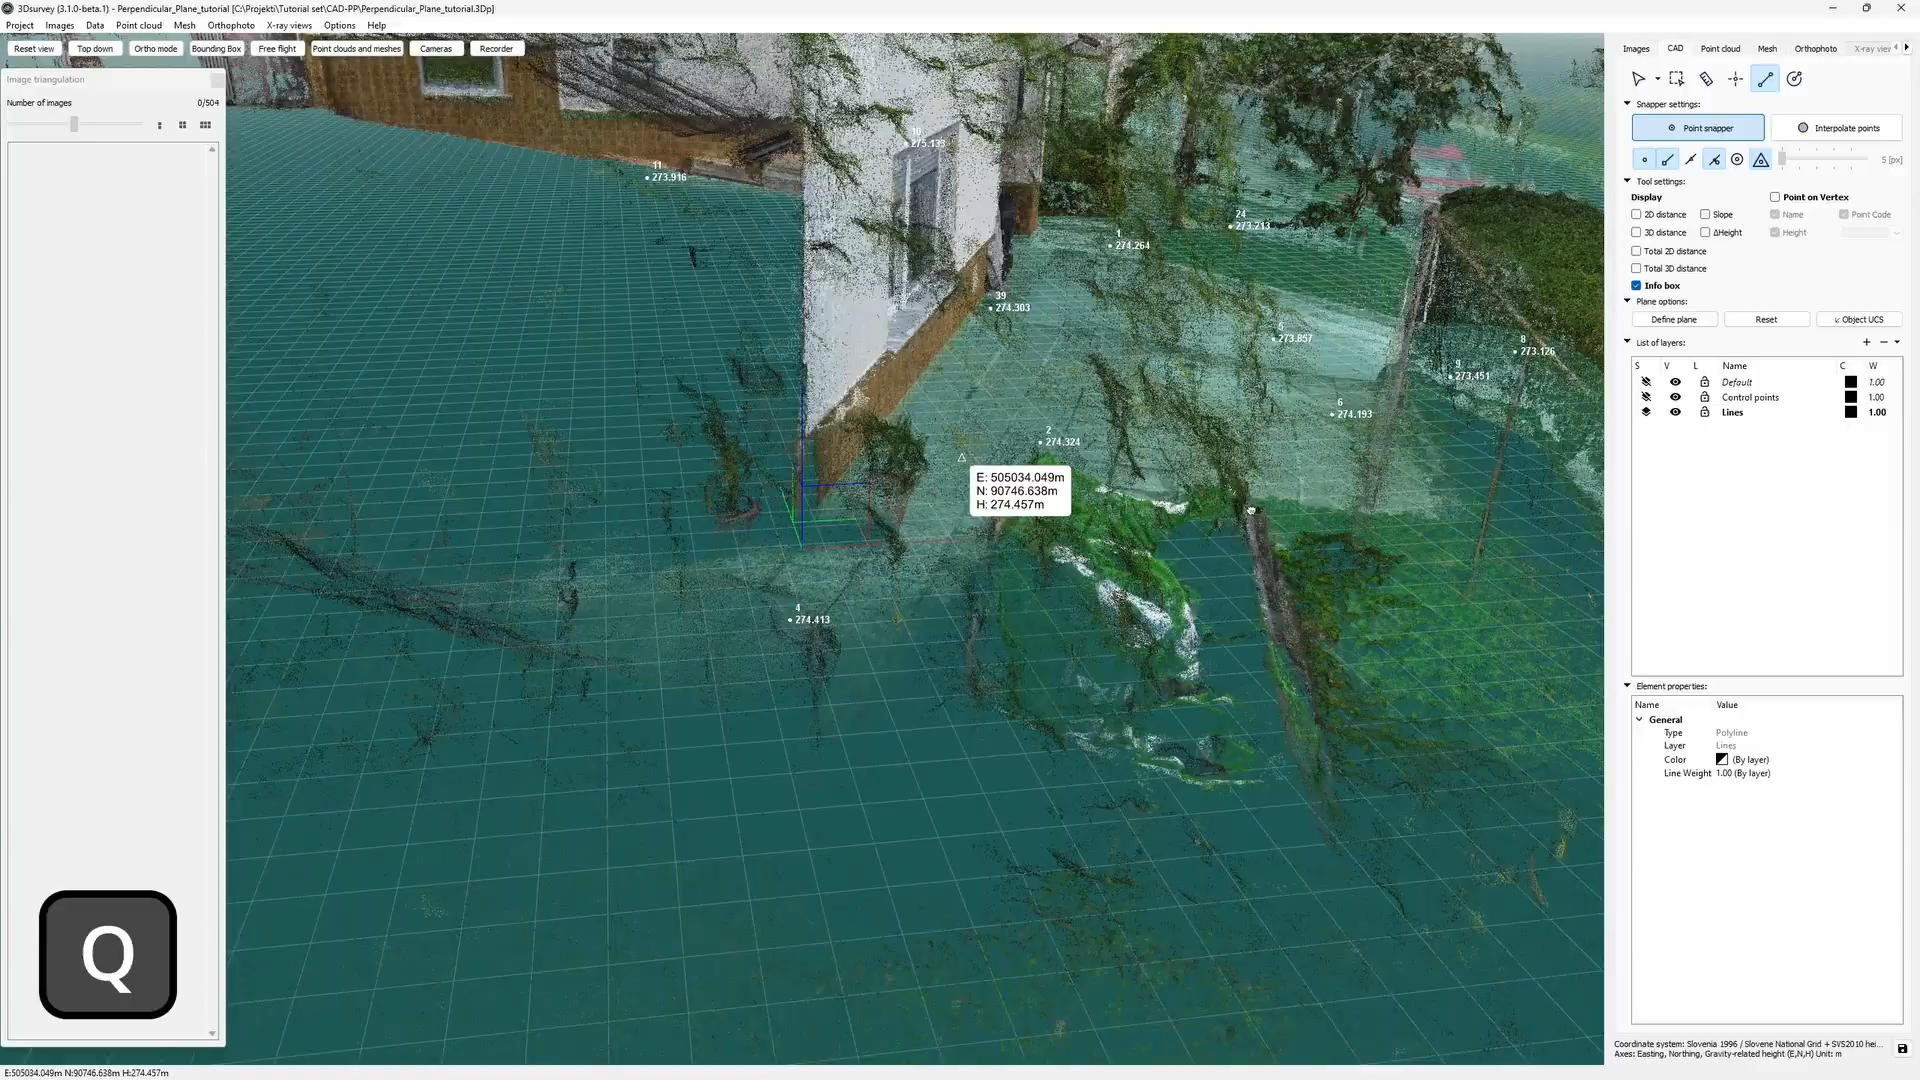 3Dsurvey (3.1.0-beta.1) - Perpendicular_Plane_tutorial [C:\Projekti\Tutorial set\CAD-PP\Perpendicular_Plane_tutorial.3Dp]
Project Images Data Point cloud Mesh Orthophoto X-ray views Options Help
Reset view Top down Ortho mode Bounding Box Free flight Point clouds and meshes Cameras Recorder
Image triangulation
Number of images 0/504
10
275.133
11
273.916
24
273.213
1
274.264
39
274.303
5
273.857
8
273.126
9
273.451
6
274.193
2
274.324
E: 505034.049m
N: 90746.638m
H: 274.457m
4
274.413
Q
Images CAD Point cloud Mesh Orthophoto X-ray view
Snapper settings:
Point snapper Interpolate points
5 [px]
Tool settings:
Display Point on Vertex
2D distance Slope Name Point Code
3D distance ΔHeight Height
Total 2D distance
Total 3D distance
Info box
Plane options:
Define plane Reset Object UCS
List of layers:
S V L Name C W
Default 1.00
Control points 1.00
Lines 1.00
Element properties:
Name Value
General
Type Polyline
Layer Lines
Color (By layer)
Line Weight 1.00 (By layer)
Coordinate system: Slovenia 1996 / Slovene National Grid + SVS2010 hei...
Axes: Easting, Northing, Gravity-related height (E,N,H) Unit: m
E:505034.049m N:90746.638m H:274.457m